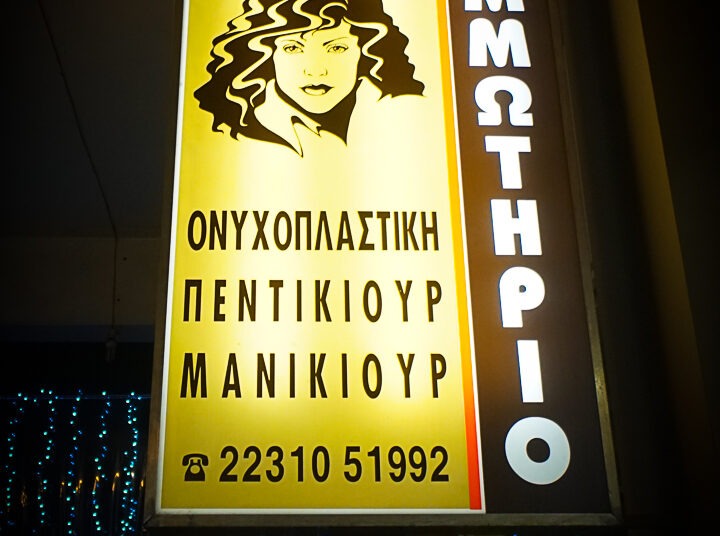 ΟΝΥΧΟΠΛΑΣΤΙΚΗ
ΠΕΝΤΙΚΙΟΥΡ
ΜΑΝΙΚΙΟΥΡ
☎ 22310 51992
ΜΜΩΤΗΡΙΟ